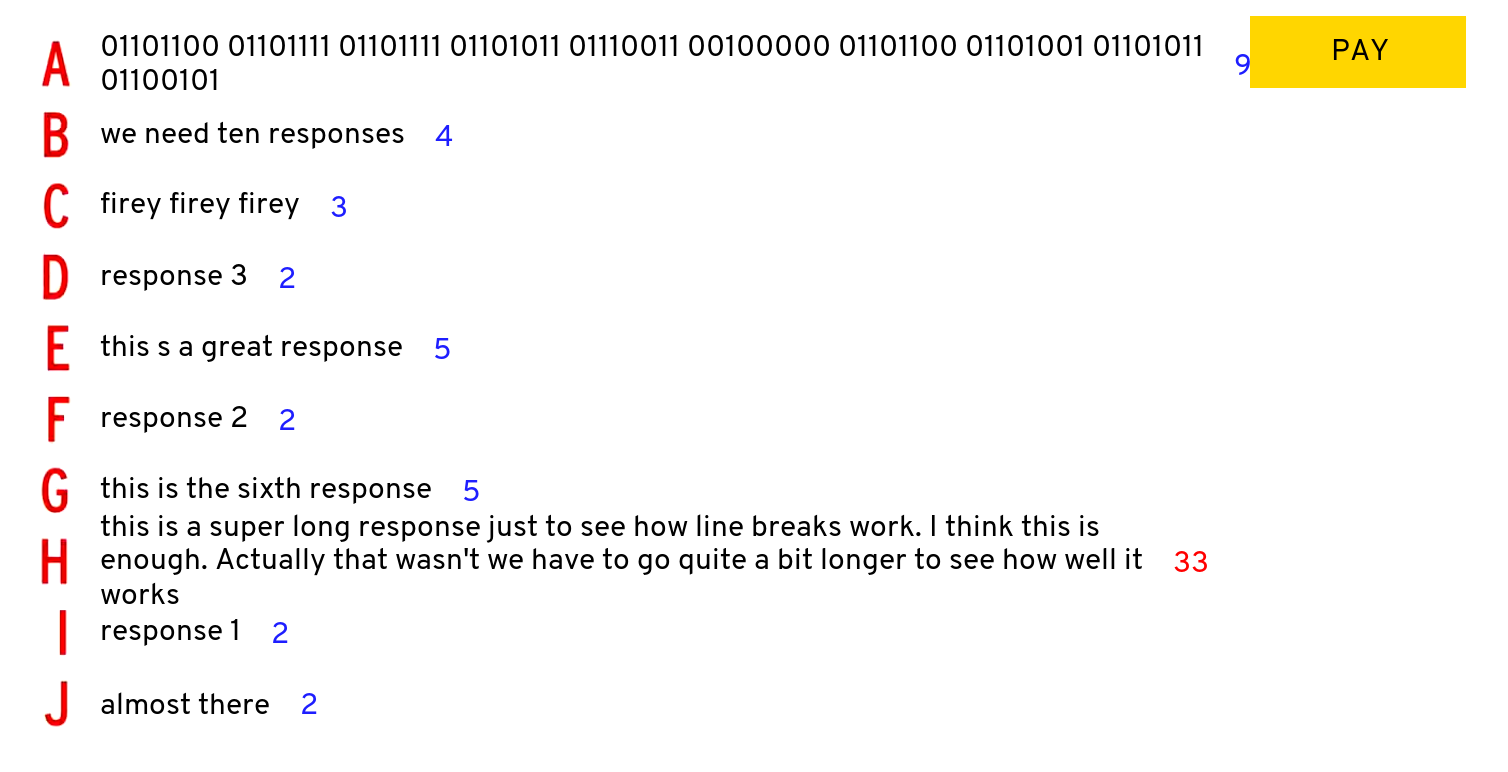 A 01101100 01101111 01101111 01101011 01110011 00100000 01101100 01101001 01101011
01100101 9 PAY
B we need ten responses 4
C firey firey firey 3
D response 3 2
E this s a great response 5
F response 2 2
G this is the sixth response 5
this is a super long response just to see how line breaks work. I think this is
H enough. Actually that wasn't we have to go quite a bit longer to see how well it 33
works
I response 1 2
J almost there 2